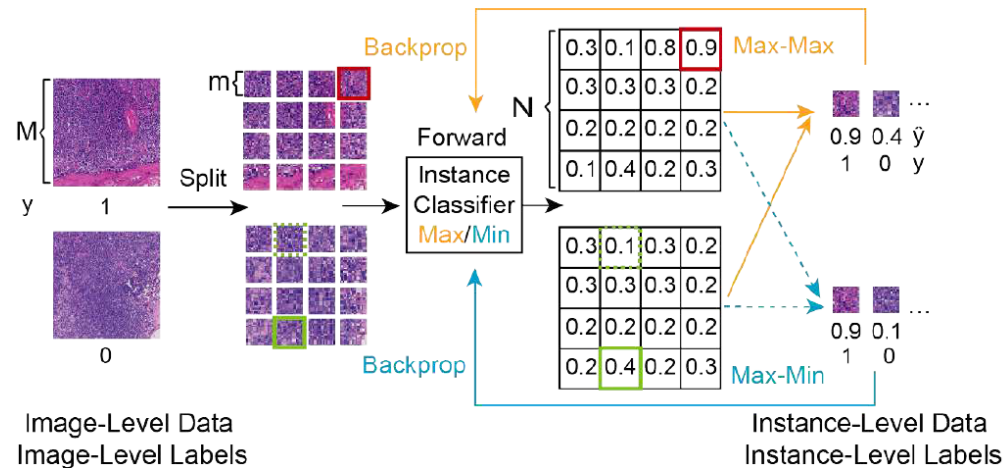 Backprop
Max-Max
m
M
N
0.3 0.1 0.8 0.9
0.3 0.3 0.3 0.2
0.2 0.2 0.2 0.2
0.1 0.4 0.2 0.3
...
0.9 0.4 ŷ
1 0 y
Forward
Instance
Classifier
Max/Min
Split
y 1
0
0.3 0.1 0.3 0.2
0.3 0.3 0.3 0.2
0.2 0.2 0.2 0.2
0.2 0.4 0.2 0.3
...
0.9 0.1
1 0
Backprop
Max-Min
Image-Level Data
Image-Level Labels
Instance-Level Data
Instance-Level Labels